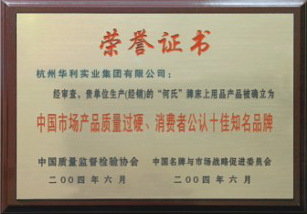 荣誉证书
杭州华利实业集团有限公司：
经审查，贵单位生产(经销)的“何氏”牌床上用品产品被确立为
中国市场产品质量过硬、消费者公认十佳知名品牌
中国质量监督检验协会 中国名牌与市场战略促进委员会
二00四年六月 二00四年六月